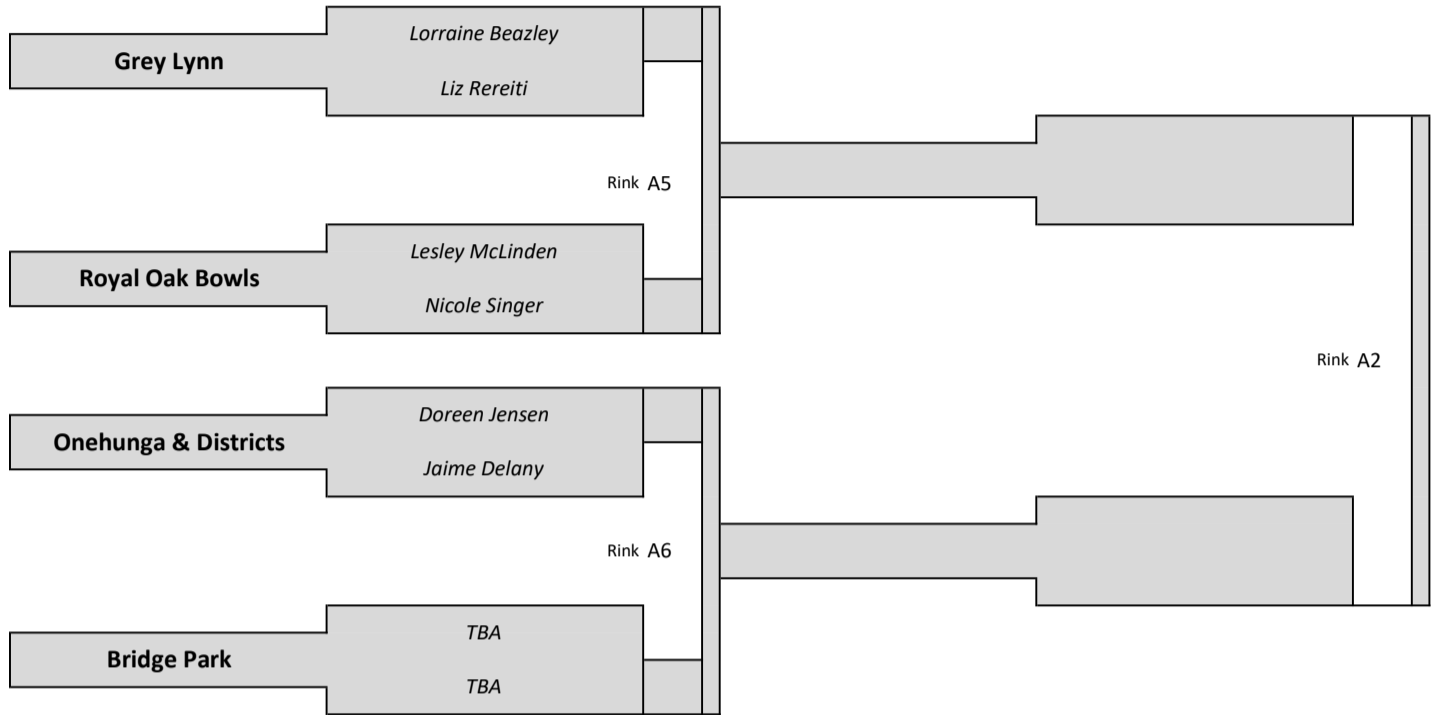 Lorraine Beazley
Grey Lynn
Liz Rereiti
Rink A5
Lesley McLinden
Royal Oak Bowls
Nicole Singer
Rink A2
Doreen Jensen
Onehunga & Districts
Jaime Delany
Rink A6
TBA
Bridge Park
TBA